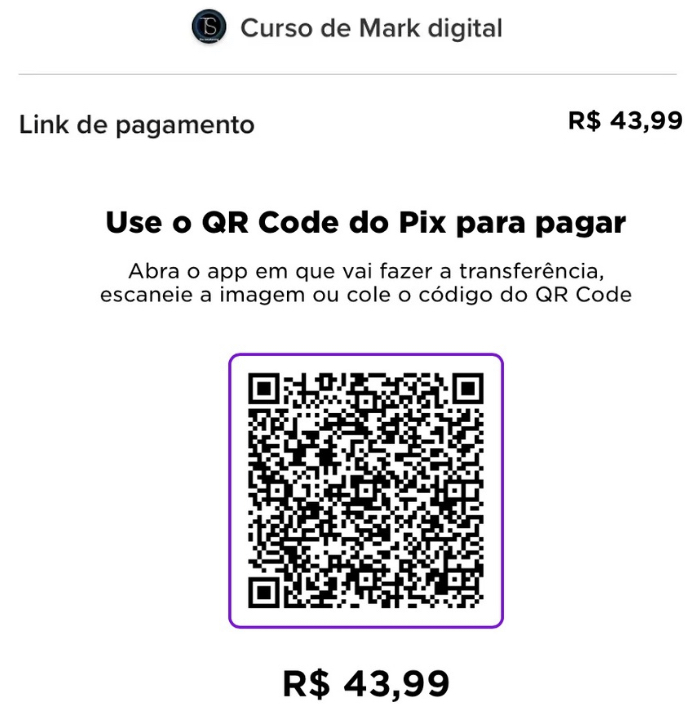 TS
Curso de Mark digital
Link de pagamento
R$ 43,99
Use o QR Code do Pix para pagar
Abra o app em que vai fazer a transferência,
escaneie a imagem ou cole o código do QR Code
R$ 43,99